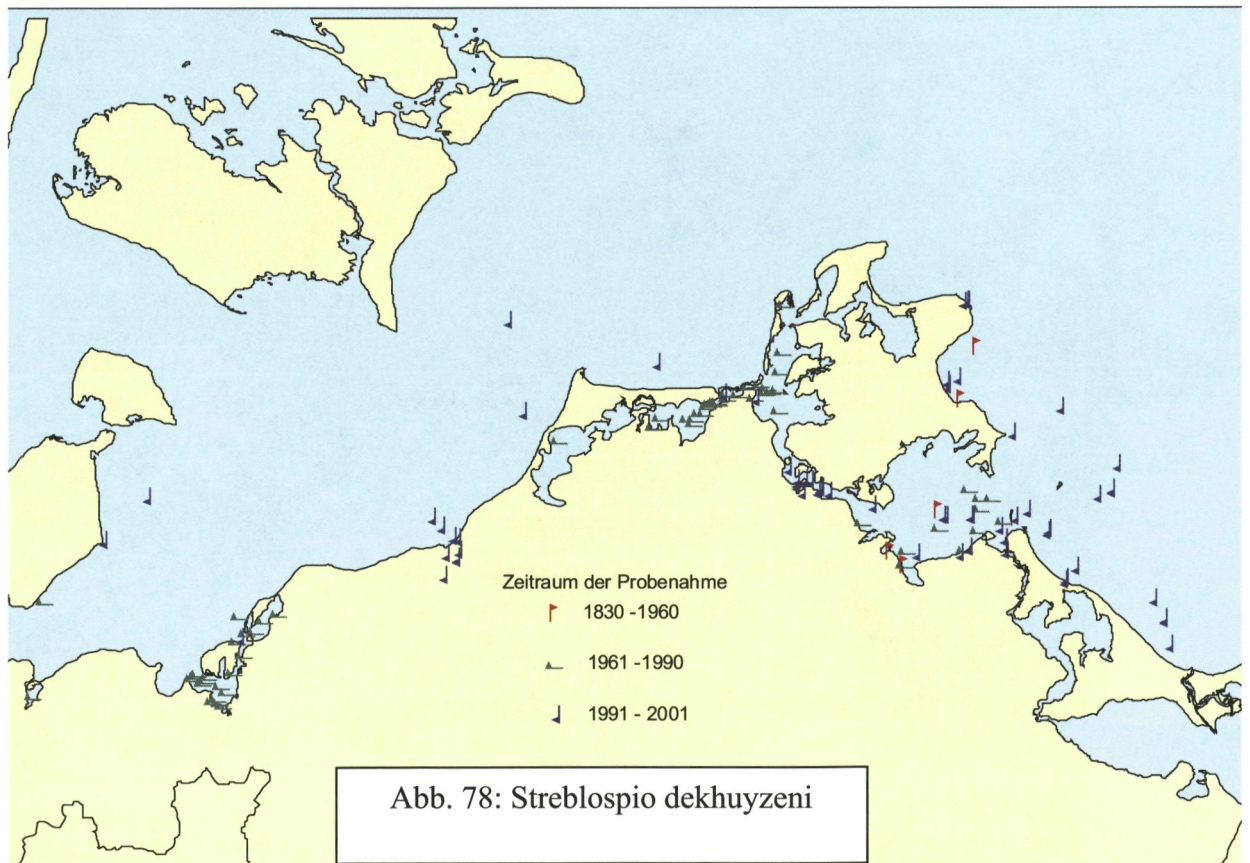 Zeitraum der Probenahme
1830 -1960
1961 -1990
1991 - 2001
Abb. 78: Streblospio dekhuyzeni